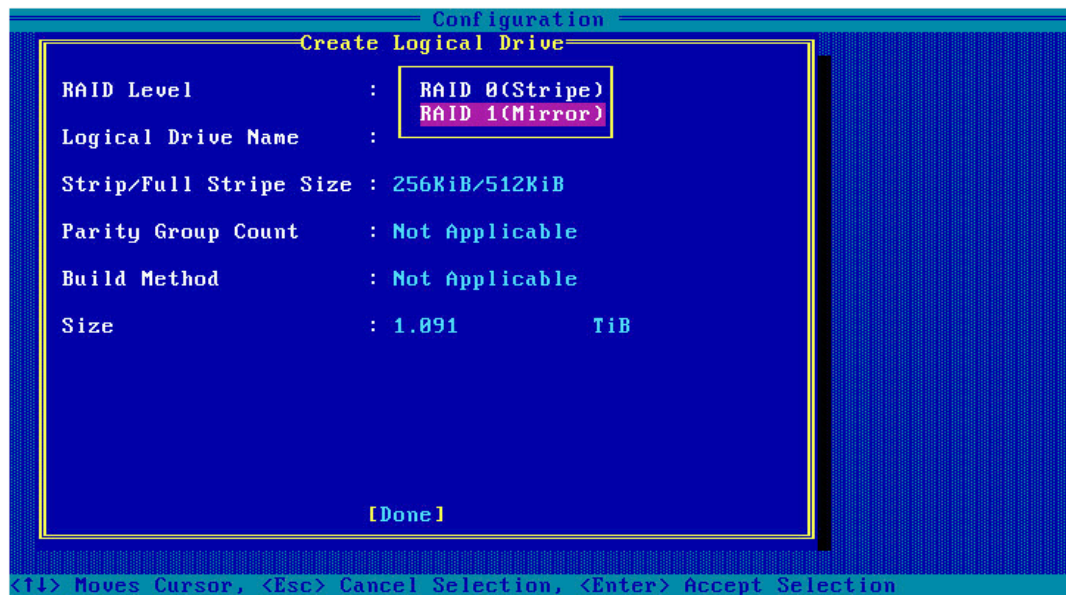 Configuration
Create Logical Drive
RAID Level : RAID 0(Stripe)
RAID 1(Mirror)
Logical Drive Name :
Strip/Full Stripe Size : 256KiB/512KiB
Parity Group Count : Not Applicable
Build Method : Not Applicable
Size : 1.091 TiB
[Done]
<↑↓> Moves Cursor, <Esc> Cancel Selection, <Enter> Accept Selection